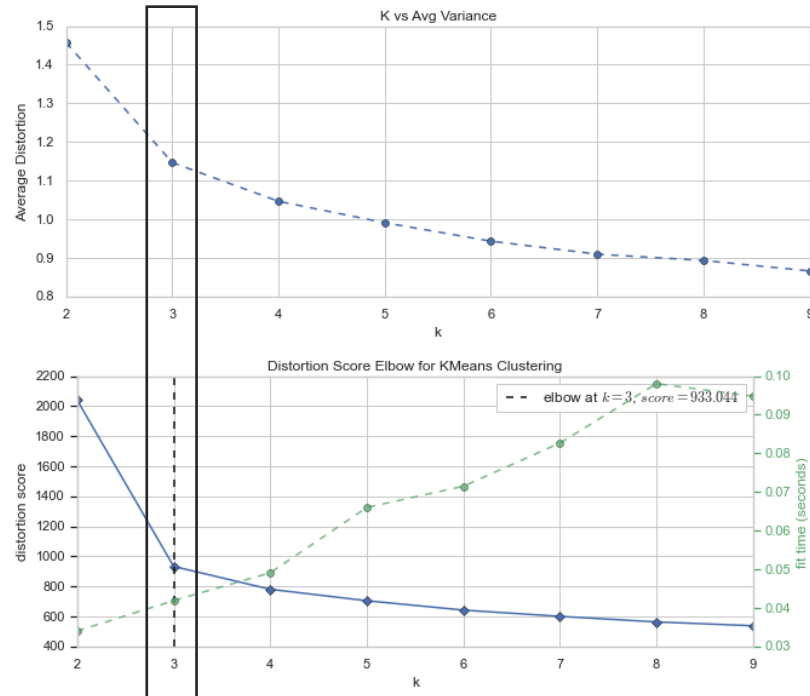 K vs Avg Variance
1.5
1.4
1.3
1.2
1.1
1.0
0.9
0.8
Average Distortion
2 3 4 5 6 7 8 9
k
Distortion Score Elbow for KMeans Clustering
2200
2000
1800
1600
1400
1200
1000
800
600
400
distortion score
elbow at k = 3, score = 933.044
0.10
0.09
0.08
0.07
0.06
0.05
0.04
0.03
fit time (seconds)
2 3 4 5 6 7 8 9
k